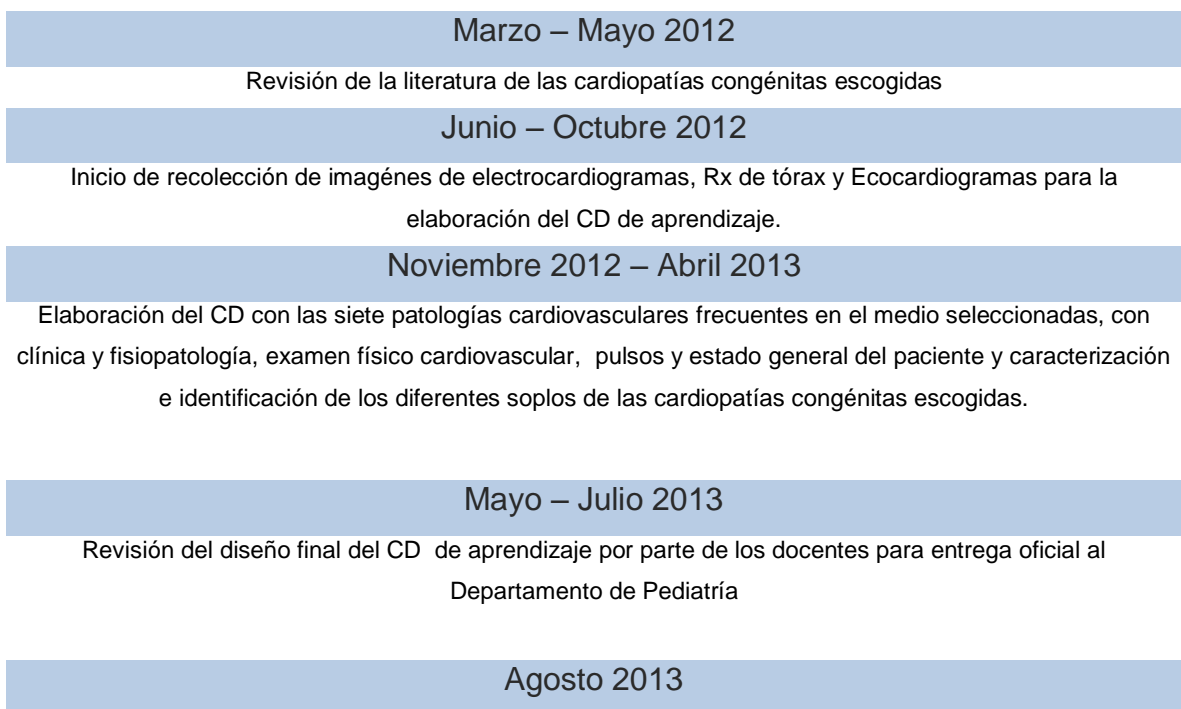 Marzo – Mayo 2012
Revisión de la literatura de las cardiopatías congénitas escogidas
Junio – Octubre 2012
Inicio de recolección de imagénes de electrocardiogramas, Rx de tórax y Ecocardiogramas para la
elaboración del CD de aprendizaje.
Noviembre 2012 – Abril 2013
Elaboración del CD con las siete patologías cardiovasculares frecuentes en el medio seleccionadas, con
clínica y fisiopatología, examen físico cardiovascular, pulsos y estado general del paciente y caracterización
e identificación de los diferentes soplos de las cardiopatías congénitas escogidas.
Mayo – Julio 2013
Revisión del diseño final del CD de aprendizaje por parte de los docentes para entrega oficial al
Departamento de Pediatría
Agosto 2013